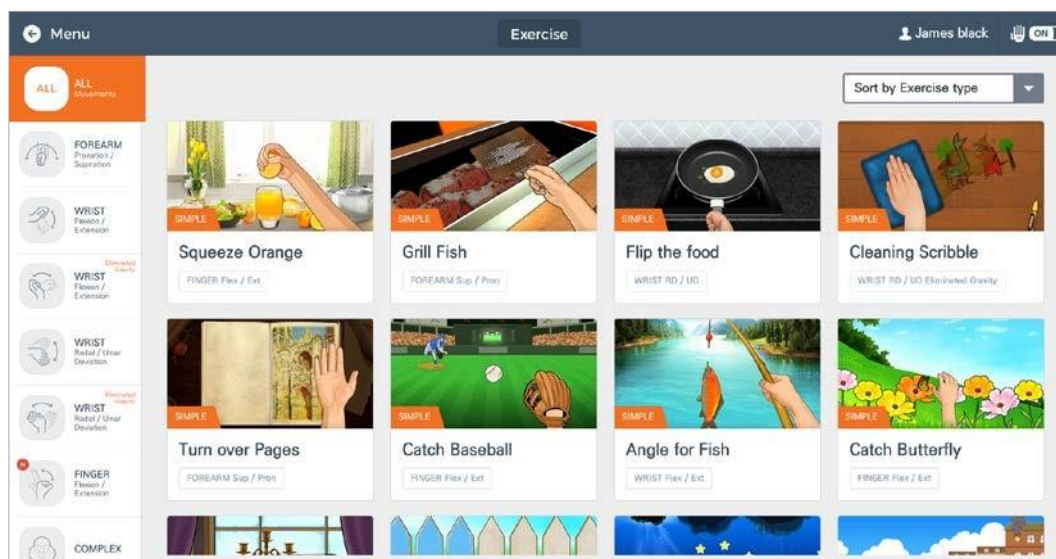 Menu
Exercise
James black
ON
ALL
ALL
Movements
Sort by Exercise type
FOREARM
Pronation /
Supination
WRIST
Flexion /
Extension
Eliminated
Gravity
WRIST
Flexion /
Extension
WRIST
Radal / Unar
Deviation
Eliminated
Gravity
WRIST
Radal / Unar
Deviation
FINGER
Flexion /
Extension
COMPLEX
SIMPLE
Squeeze Orange
FINGER Flex / Ext
SIMPLE
Grill Fish
FOREARM Sup / Pron
SIMPLE
Flip the food
WRIST RD / UD
SIMPLE
Cleaning Scribble
WRIST RD / UD Eliminated Gravity
SIMPLE
Turn over Pages
FOREARM Sup / Pron
SIMPLE
Catch Baseball
FINGER Flex / Ext
SIMPLE
Angle for Fish
WRIST Flex / Ext
SIMPLE
Catch Butterfly
FINGER Flex / Ext